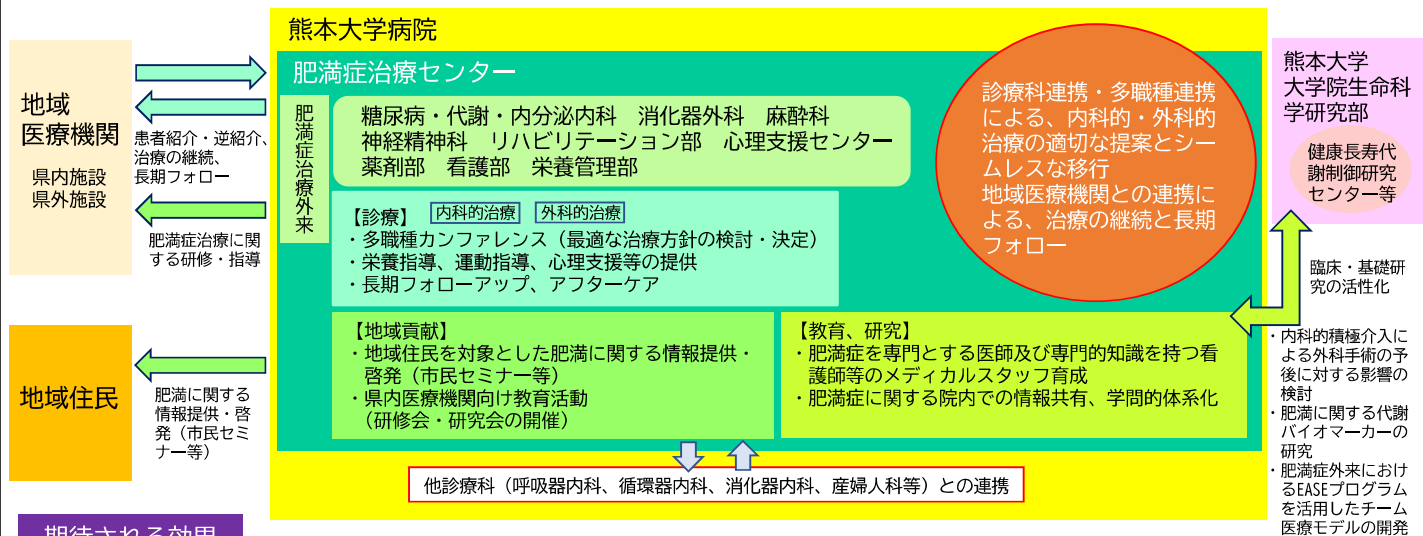 熊本大学病院
肥満症治療センター
地域
医療機関
県内施設
県外施設
患者紹介・逆紹介、
治療の継続、
長期フォロー
肥満症治療に関
する研修・指導
地域住民
肥満に関する
情報提供・啓
発（市民セミ
ナー等）
肥満症治療外来
糖尿病・代謝・内分泌内科　消化器外科　麻酔科
神経精神科　リハビリテーション部　心理支援センター
薬剤部　看護部　栄養管理部
【診療】　内科的治療　外科的治療
・多職種カンファレンス（最適な治療方針の検討・決定）
・栄養指導、運動指導、心理支援等の提供
・長期フォローアップ、アフターケア
【地域貢献】
・地域住民を対象とした肥満に関する情報提供・
啓発（市民セミナー等）
・県内医療機関向け教育活動
（研修会・研究会の開催）
【教育、研究】
・肥満症を専門とする医師及び専門的知識を持つ看
護師等のメディカルスタッフ育成
・肥満症に関する院内での情報共有、学問的体系化
診療科連携・多職種連携
による、内科的・外科的
治療の適切な提案とシー
ムレスな移行
地域医療機関との連携に
よる、治療の継続と長期
フォロー
他診療科（呼吸器内科、循環器内科、消化器内科、産婦人科等）との連携
熊本大学
大学院生命科
学研究部
健康長寿代
謝制御研究
センター等
臨床・基礎研
究の活性化
・内科的積極介入に
よる外科手術の予
後に対する影響の
検討
・肥満に関する代謝
バイオマーカーの
研究
・肥満症外来におけ
るEASEプログラム
を活用したチーム
医療モデルの開発
期待される効果